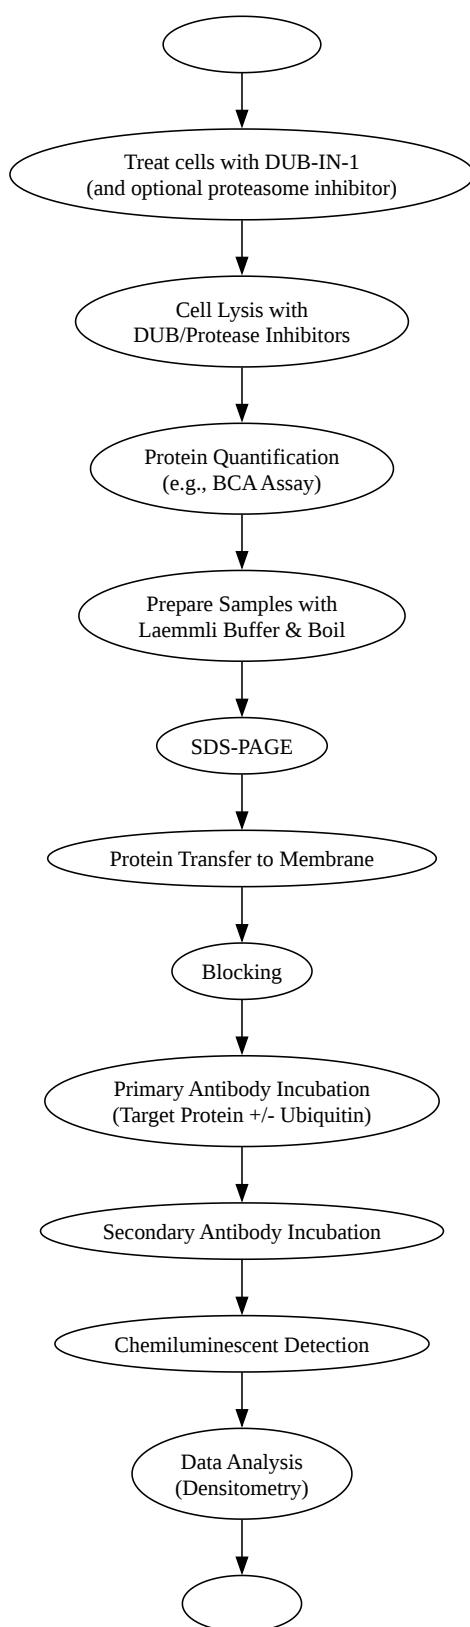 Treat cells with DUB-IN-1
(and optional proteasome inhibitor)
Cell Lysis with
DUB/Protease Inhibitors
Protein Quantification
(e.g., BCA Assay)
Prepare Samples with
Laemmli Buffer & Boil
SDS-PAGE
Protein Transfer to Membrane
Blocking
Primary Antibody Incubation
(Target Protein +/- Ubiquitin)
Secondary Antibody Incubation
Chemiluminescent Detection
Data Analysis
(Densitometry)